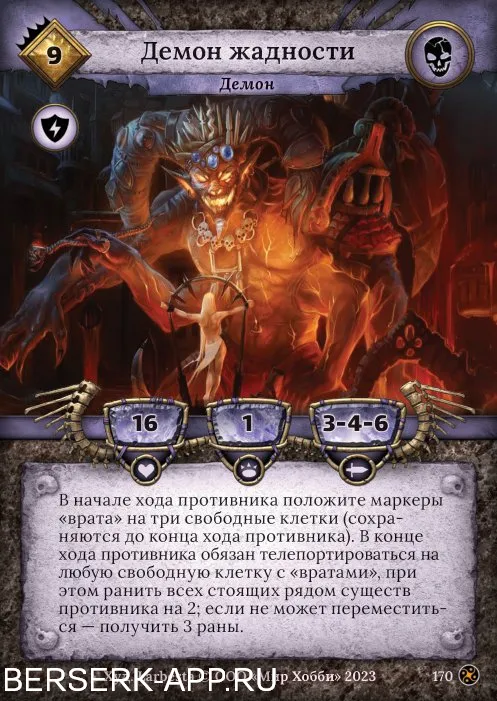 9
Демон жадности
Демон
16
1
3-4-6
В начале хода противника положите маркеры
«врата» на три свободные клетки (сохра-
няются до конца хода противника). В конце
хода противника обязан телепортироваться на
любую свободную клетку с «вратами», при
этом ранить всех стоящих рядом существ
противника на 2; если не может переместить-
ся — получить 3 раны.
«Мир Хобби» 2023
170
BERSERK-APP.РУ